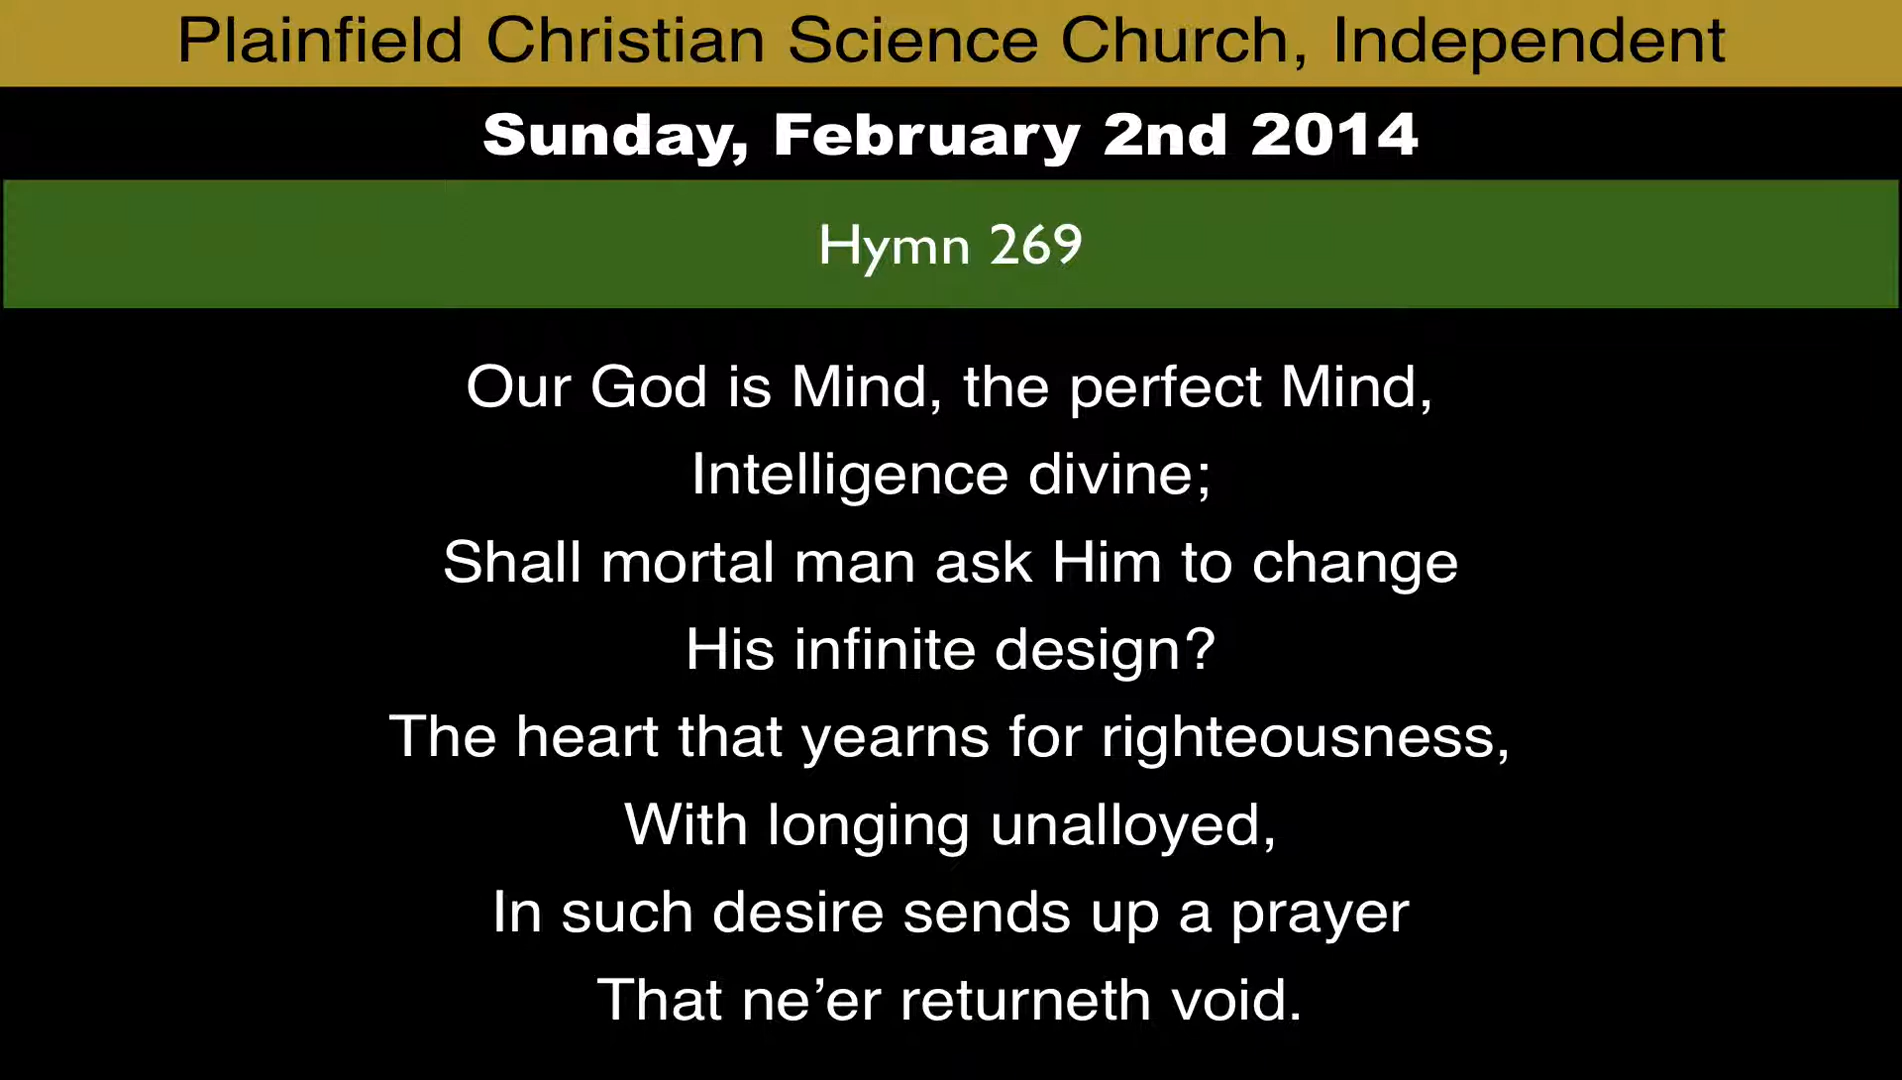 Plainfield Christian Science Church, Independent
Sunday, February 2nd 2014
Hymn 269
Our God is Mind, the perfect Mind,
Intelligence divine;
Shall mortal man ask Him to change
His infinite design?
The heart that yearns for righteousness,
With longing unalloyed,
In such desire sends up a prayer
That ne’er returneth void.